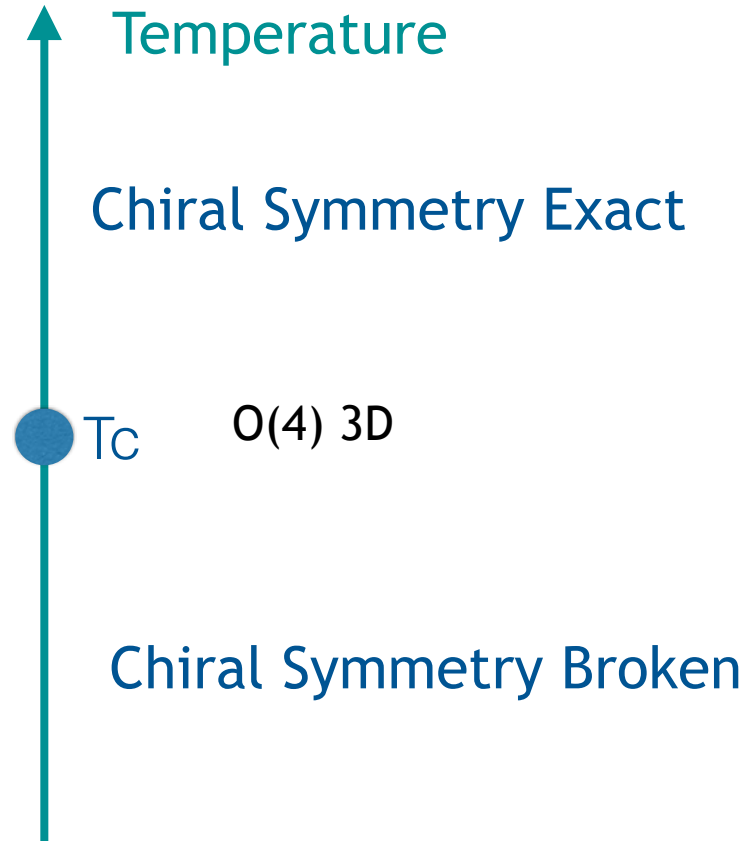 Temperature
Chiral Symmetry Exact
Tc O(4) 3D
Chiral Symmetry Broken